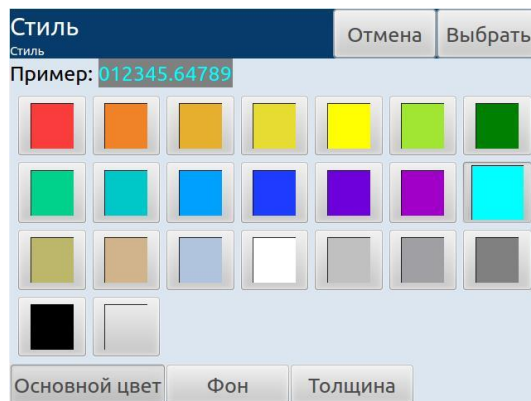 Стиль
Стиль
Отмена
Выбрать
Пример: 012345.64789
Основной цвет
Фон
Толщина